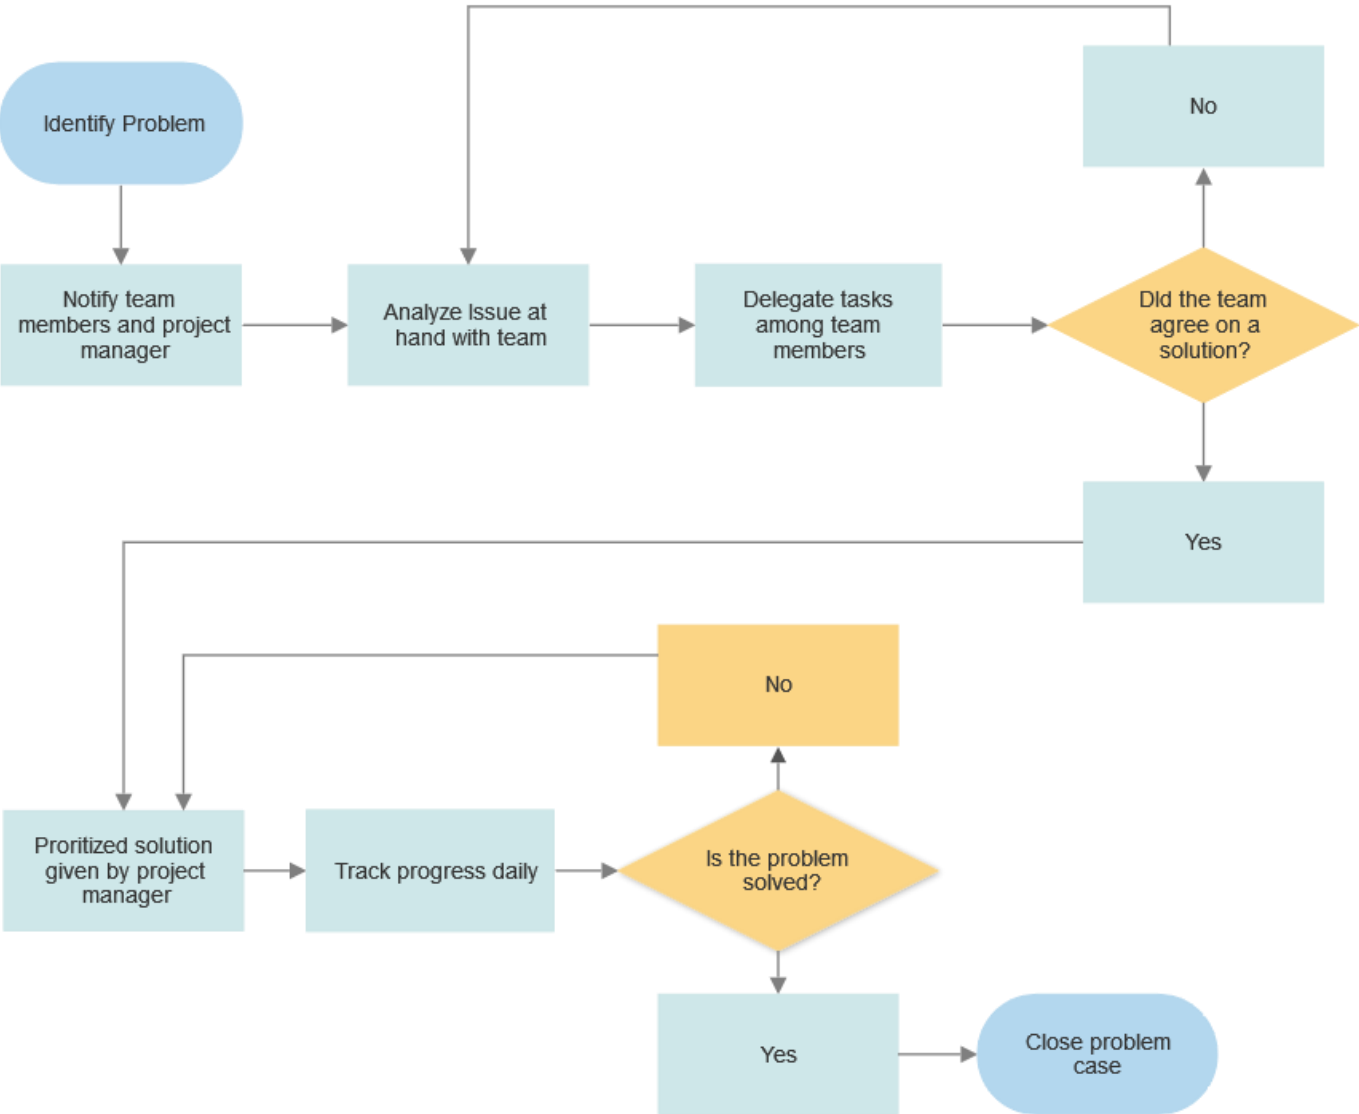 Identify Problem
No
Notify team
members and project
manager
Analyze Issue at
hand with team
Delegate tasks
among team
members
DId the team
agree on a
solution?
Yes
No
Proritized solution
given by project
manager
Track progress daily
Is the problem
solved?
Yes
Close problem
case